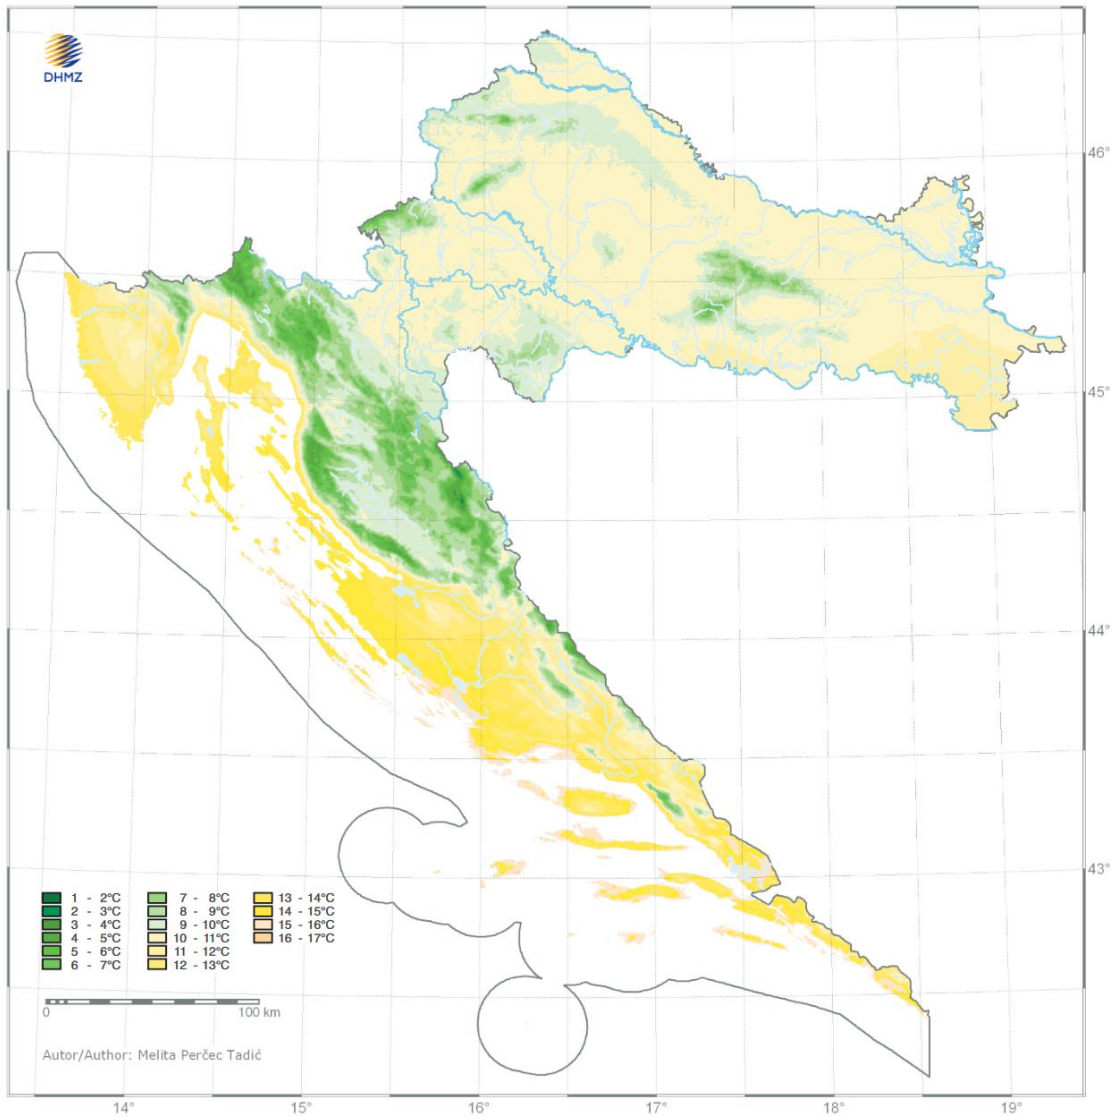 DHMZ
46°
45°
44°
43°
1 - 2°C
2 - 3°C
3 - 4°C
4 - 5°C
5 - 6°C
6 - 7°C
7 - 8°C
8 - 9°C
9 - 10°C
10 - 11°C
11 - 12°C
12 - 13°C
13 - 14°C
14 - 15°C
15 - 16°C
16 - 17°C
0 100 km
Autor/Author: Melita Perčec Tadić
14° 15° 16° 17° 18° 19°